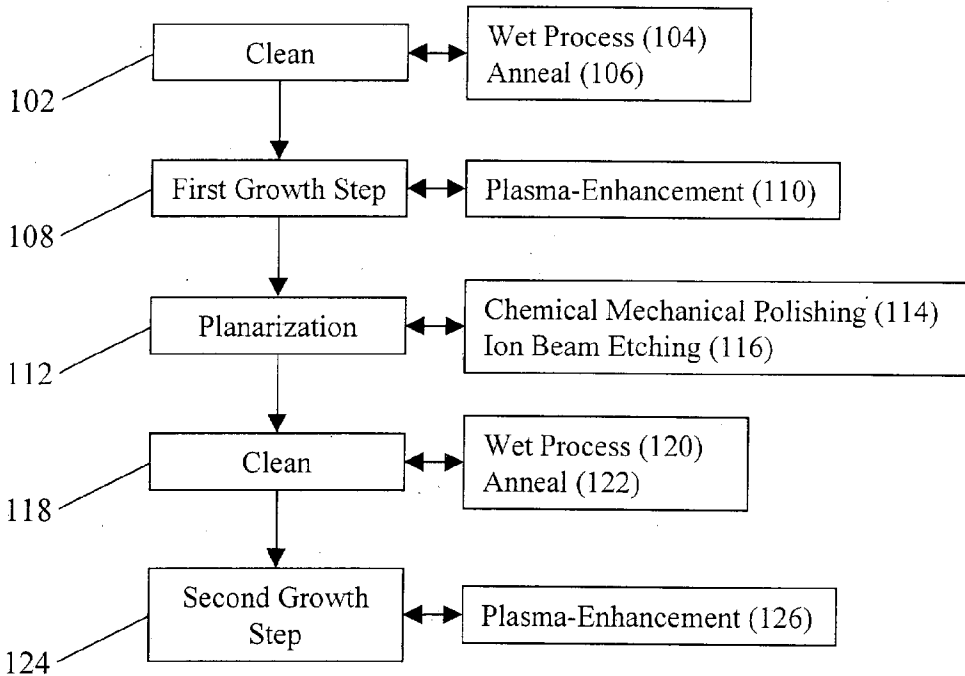 Clean
Wet Process (104)
Anneal (106)
102
First Growth Step
Plasma-Enhancement (110)
108
Planarization
Chemical Mechanical Polishing (114)
Ion Beam Etching (116)
112
Clean
Wet Process (120)
Anneal (122)
118
Second Growth
Step
Plasma-Enhancement (126)
124